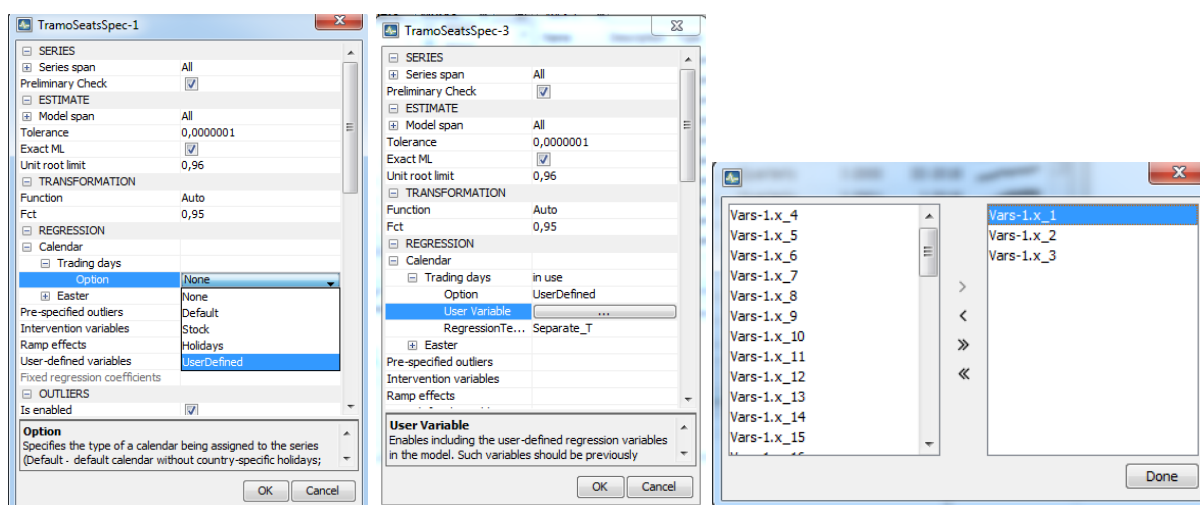 TramoSeatsSpec-1
SERIES
Series span All
Preliminary Check
ESTIMATE
Model span All
Tolerance 0,0000001
Exact ML
Unit root limit 0,96
TRANSFORMATION
Function Auto
Fct 0,95
REGRESSION
Calendar
Trading days
Option None
Easter None
Pre-specified outliers Default
Intervention variables Stock
Ramp effects Holidays
User-defined variables UserDefined
Fixed regression coefficients
OUTLIERS
Is enabled
Option
Specifies the type of a calendar being assigned to the series
(Default - default calendar without country-specific holidays;
OK Cancel
TramoSeatsSpec-3
SERIES
Series span All
Preliminary Check
ESTIMATE
Model span All
Tolerance 0,0000001
Exact ML
Unit root limit 0,96
TRANSFORMATION
Function Auto
Fct 0,95
REGRESSION
Calendar
Trading days in use
Option UserDefined
User Variable ...
RegressionTe... Separate_T
Easter
Pre-specified outliers
Intervention variables
Ramp effects
User Variable
Enables including the user-defined regression variables
in the model. Such variables should be previously
OK Cancel
Vars-1.x_4
Vars-1.x_5
Vars-1.x_6
Vars-1.x_7
Vars-1.x_8
Vars-1.x_9
Vars-1.x_10
Vars-1.x_11
Vars-1.x_12
Vars-1.x_13
Vars-1.x_14
Vars-1.x_15
Vars-1.x_1
Vars-1.x_2
Vars-1.x_3
Done